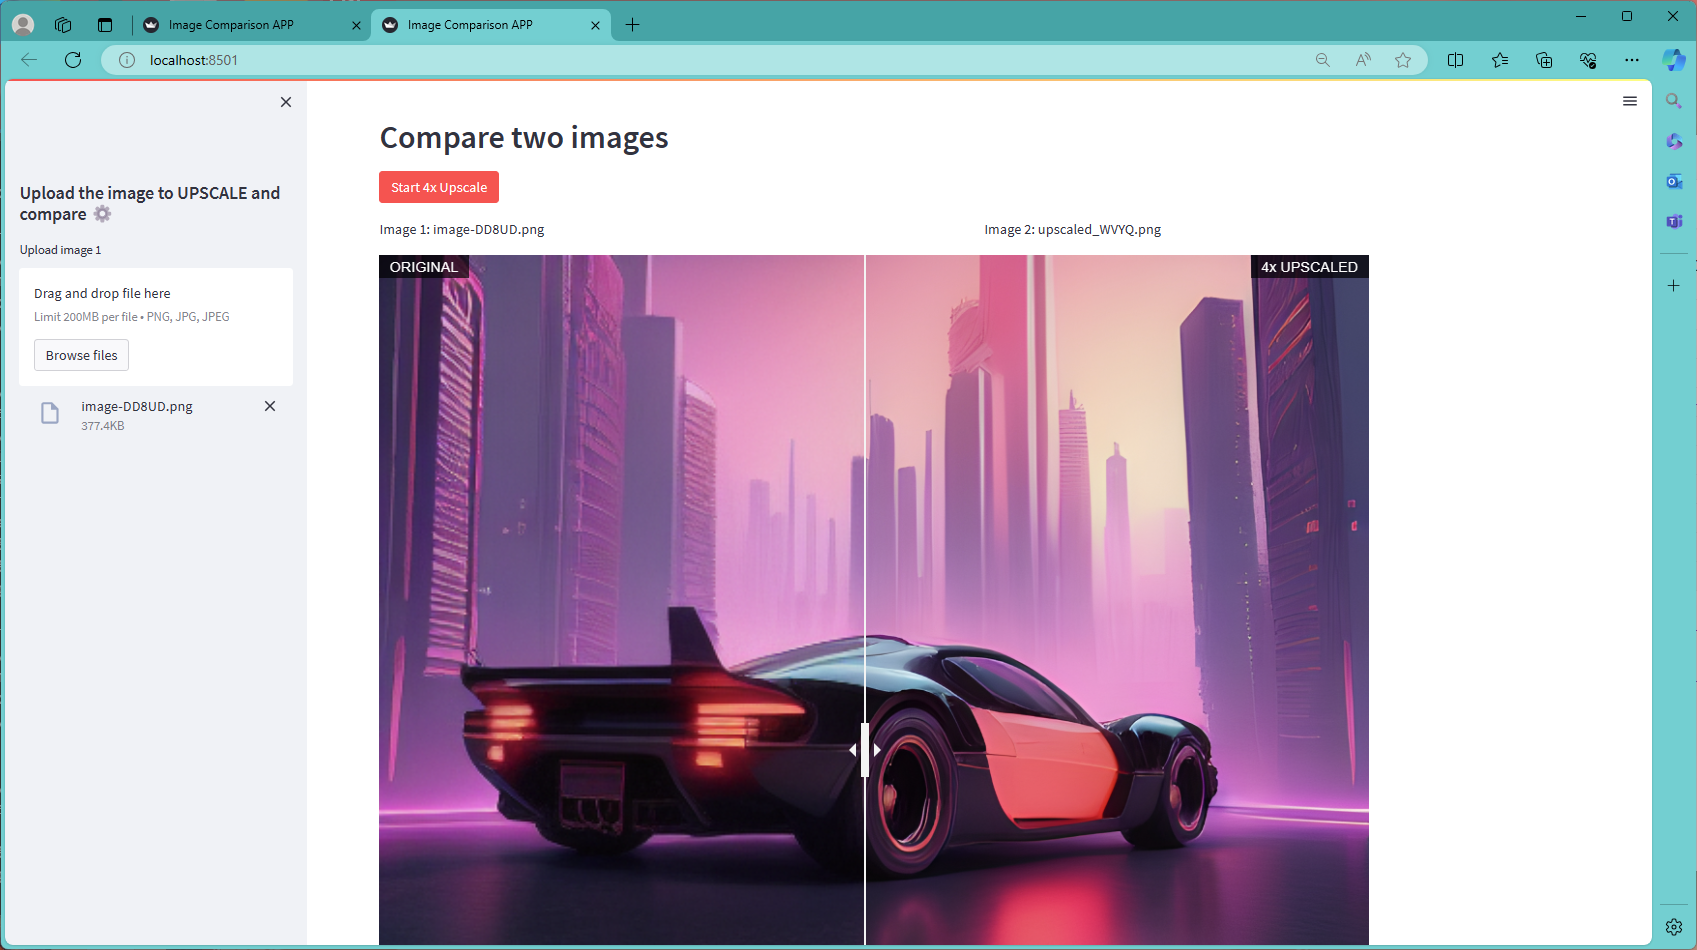 Image Comparison APP
Image Comparison APP
localhost:8501
Upload the image to UPSCALE and
compare
Upload image 1
Drag and drop file here
Limit 200MB per file • PNG, JPG, JPEG
Browse files
image-DD8UD.png
377.4KB
Compare two images
Start 4x Upscale
Image 1: image-DD8UD.png
Image 2: upscaled_WVYQ.png
ORIGINAL
4x UPSCALED